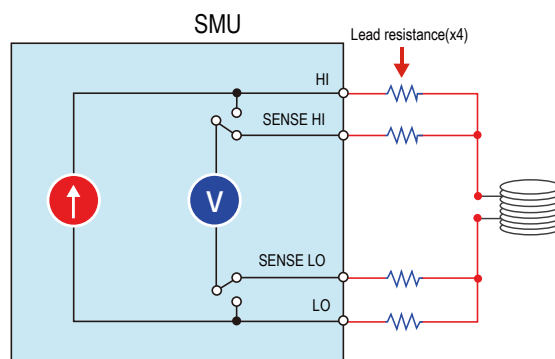 SMU
Lead resistance(x4)
HI
SENSE HI
V
SENSE LO
LO